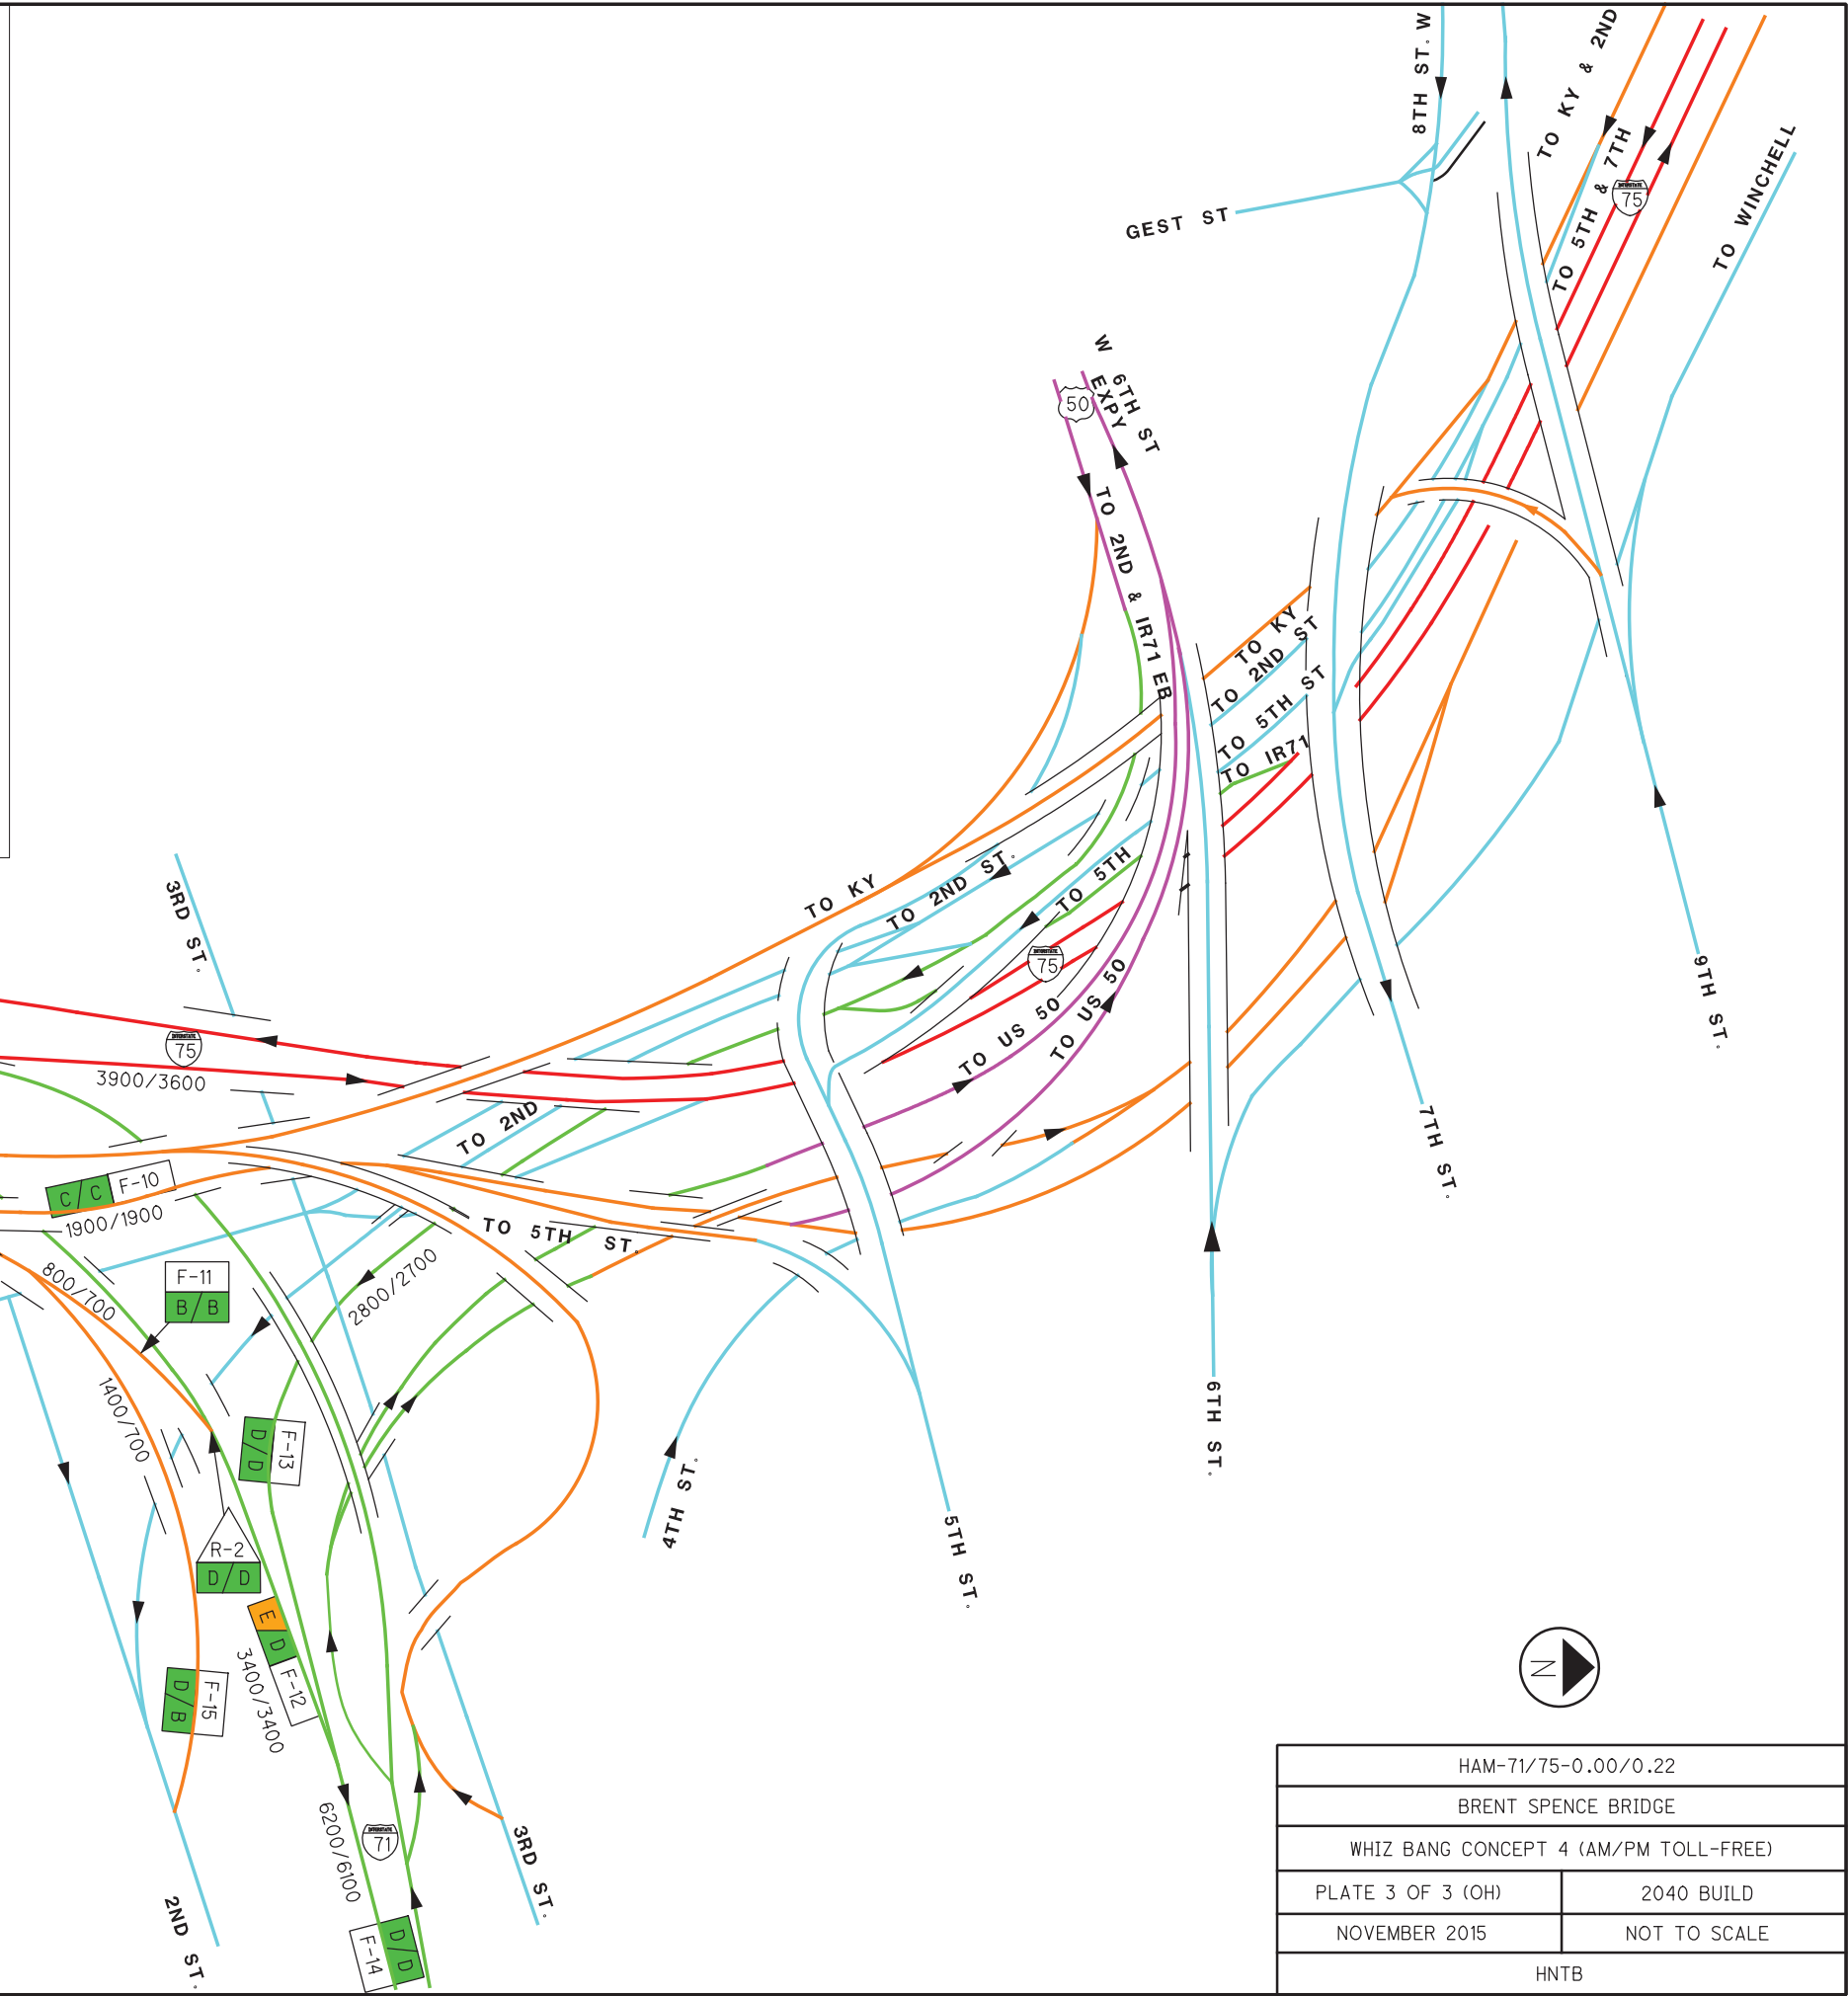 8TH ST. W
TO KY & 2ND
TO 5TH & 7TH
INTERSTATE
75
TO WINCHELL
GEST ST
W 6TH ST
EXPY
50
TO 2ND & IR71 EB
TO KY
TO 2ND ST
TO 5TH ST
TO IR71
TO KY
TO 2ND ST.
TO 5TH
INTERSTATE
75
TO US 50
TO US 50
9TH ST.
7TH ST.
3RD ST.
INTERSTATE
75
3900/3600
TO 2ND
C/C F-10
1900/1900
TO 5TH ST.
800/700
F-11
B/B
2800/2700
1400/700
F-13
D/D
6TH ST.
4TH ST.
5TH ST.
R-2
D/D
E D F-12
3400/3400
F-15
D/B
6200/6100
INTERSTATE
71
3RD ST.
2ND ST.
D/D
F-14
N
HAM-71/75-0.00/0.22
BRENT SPENCE BRIDGE
WHIZ BANG CONCEPT 4 (AM/PM TOLL-FREE)
PLATE 3 OF 3 (OH)
2040 BUILD
NOVEMBER 2015
NOT TO SCALE
HNTB